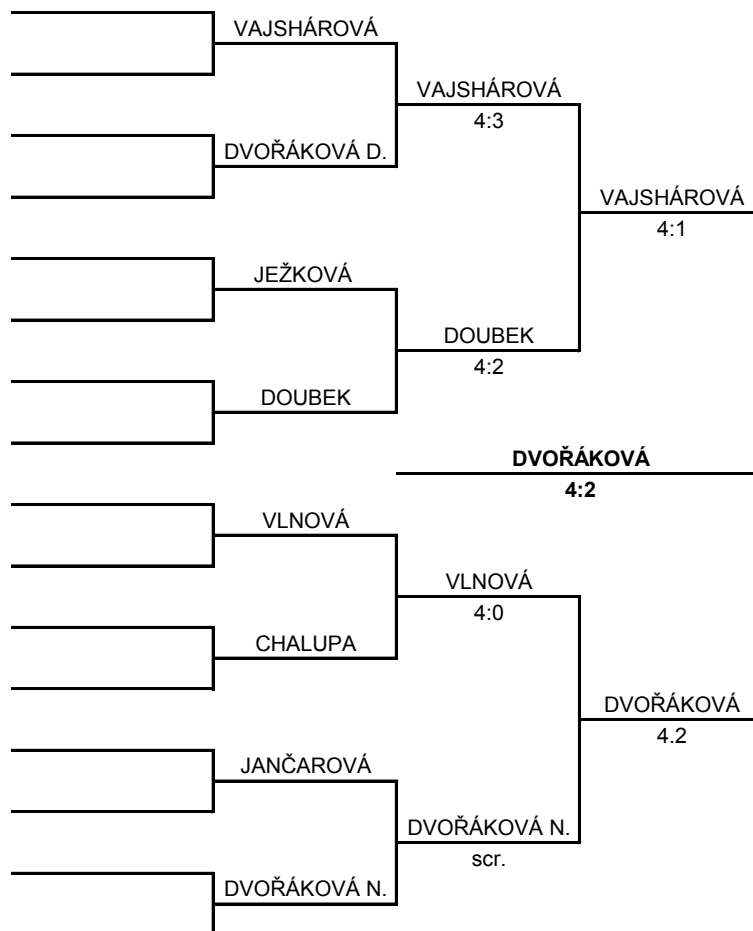 VAJSHÁROVÁ
VAJSHÁROVÁ
4:3
DVOŘÁKOVÁ D.
VAJSHÁROVÁ
4:1
JEŽKOVÁ
DOUBEK
4:2
DOUBEK
DVOŘÁKOVÁ
4:2
VLNOVÁ
VLNOVÁ
4:0
CHALUPA
DVOŘÁKOVÁ
4.2
JANČAROVÁ
DVOŘÁKOVÁ N.
scr.
DVOŘÁKOVÁ N.